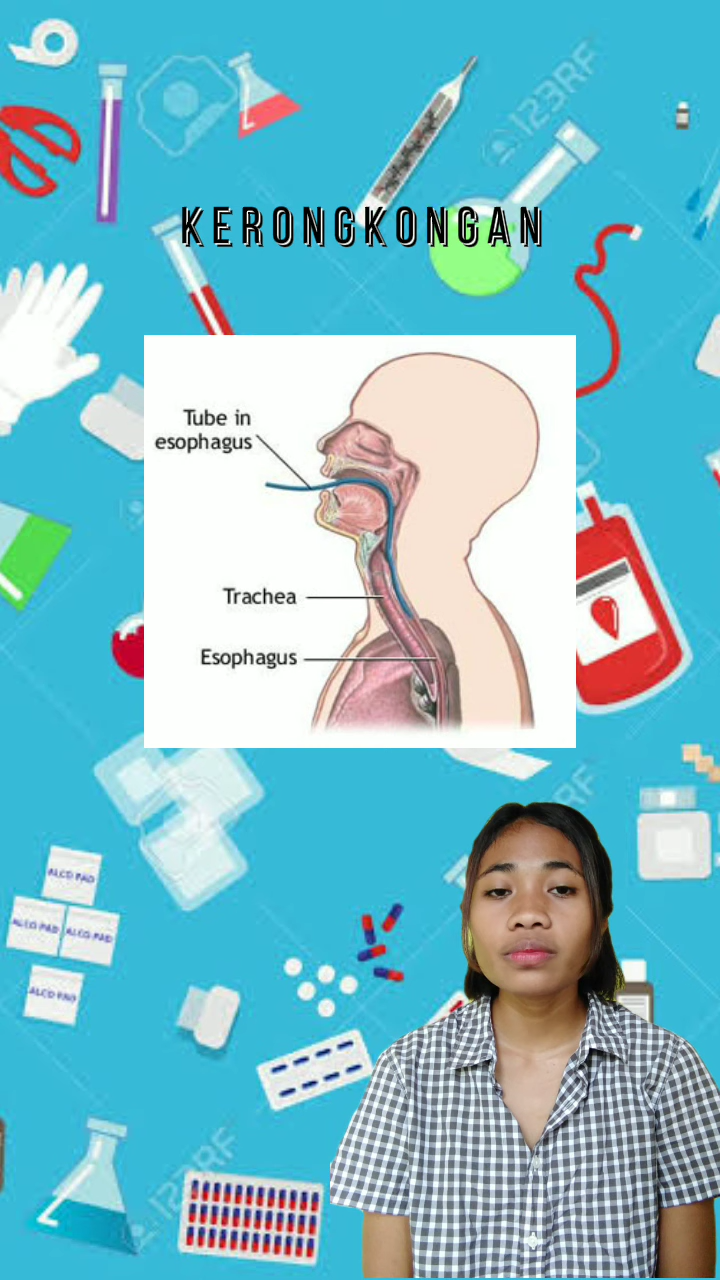 123RF
KERONGKONGAN
Tube in
esophagus
Trachea
Esophagus
123RF
ALCO PAD
ALCO PAD
ALCO PAD
ALCO PAD
123RF